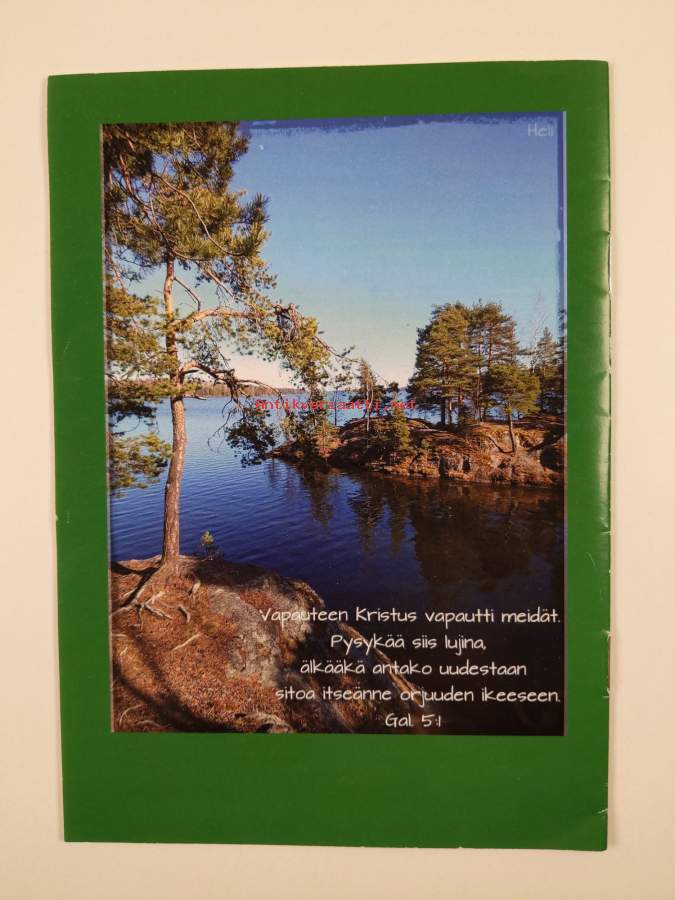 Heli
antikvariaatti.net
Vapauteen Kristus vapautti meidät.
Pysykää siis lujina,
älkääkä antako uudestaan
sitoa itseänne orjuuden ikeeseen.
Gal. 5:1